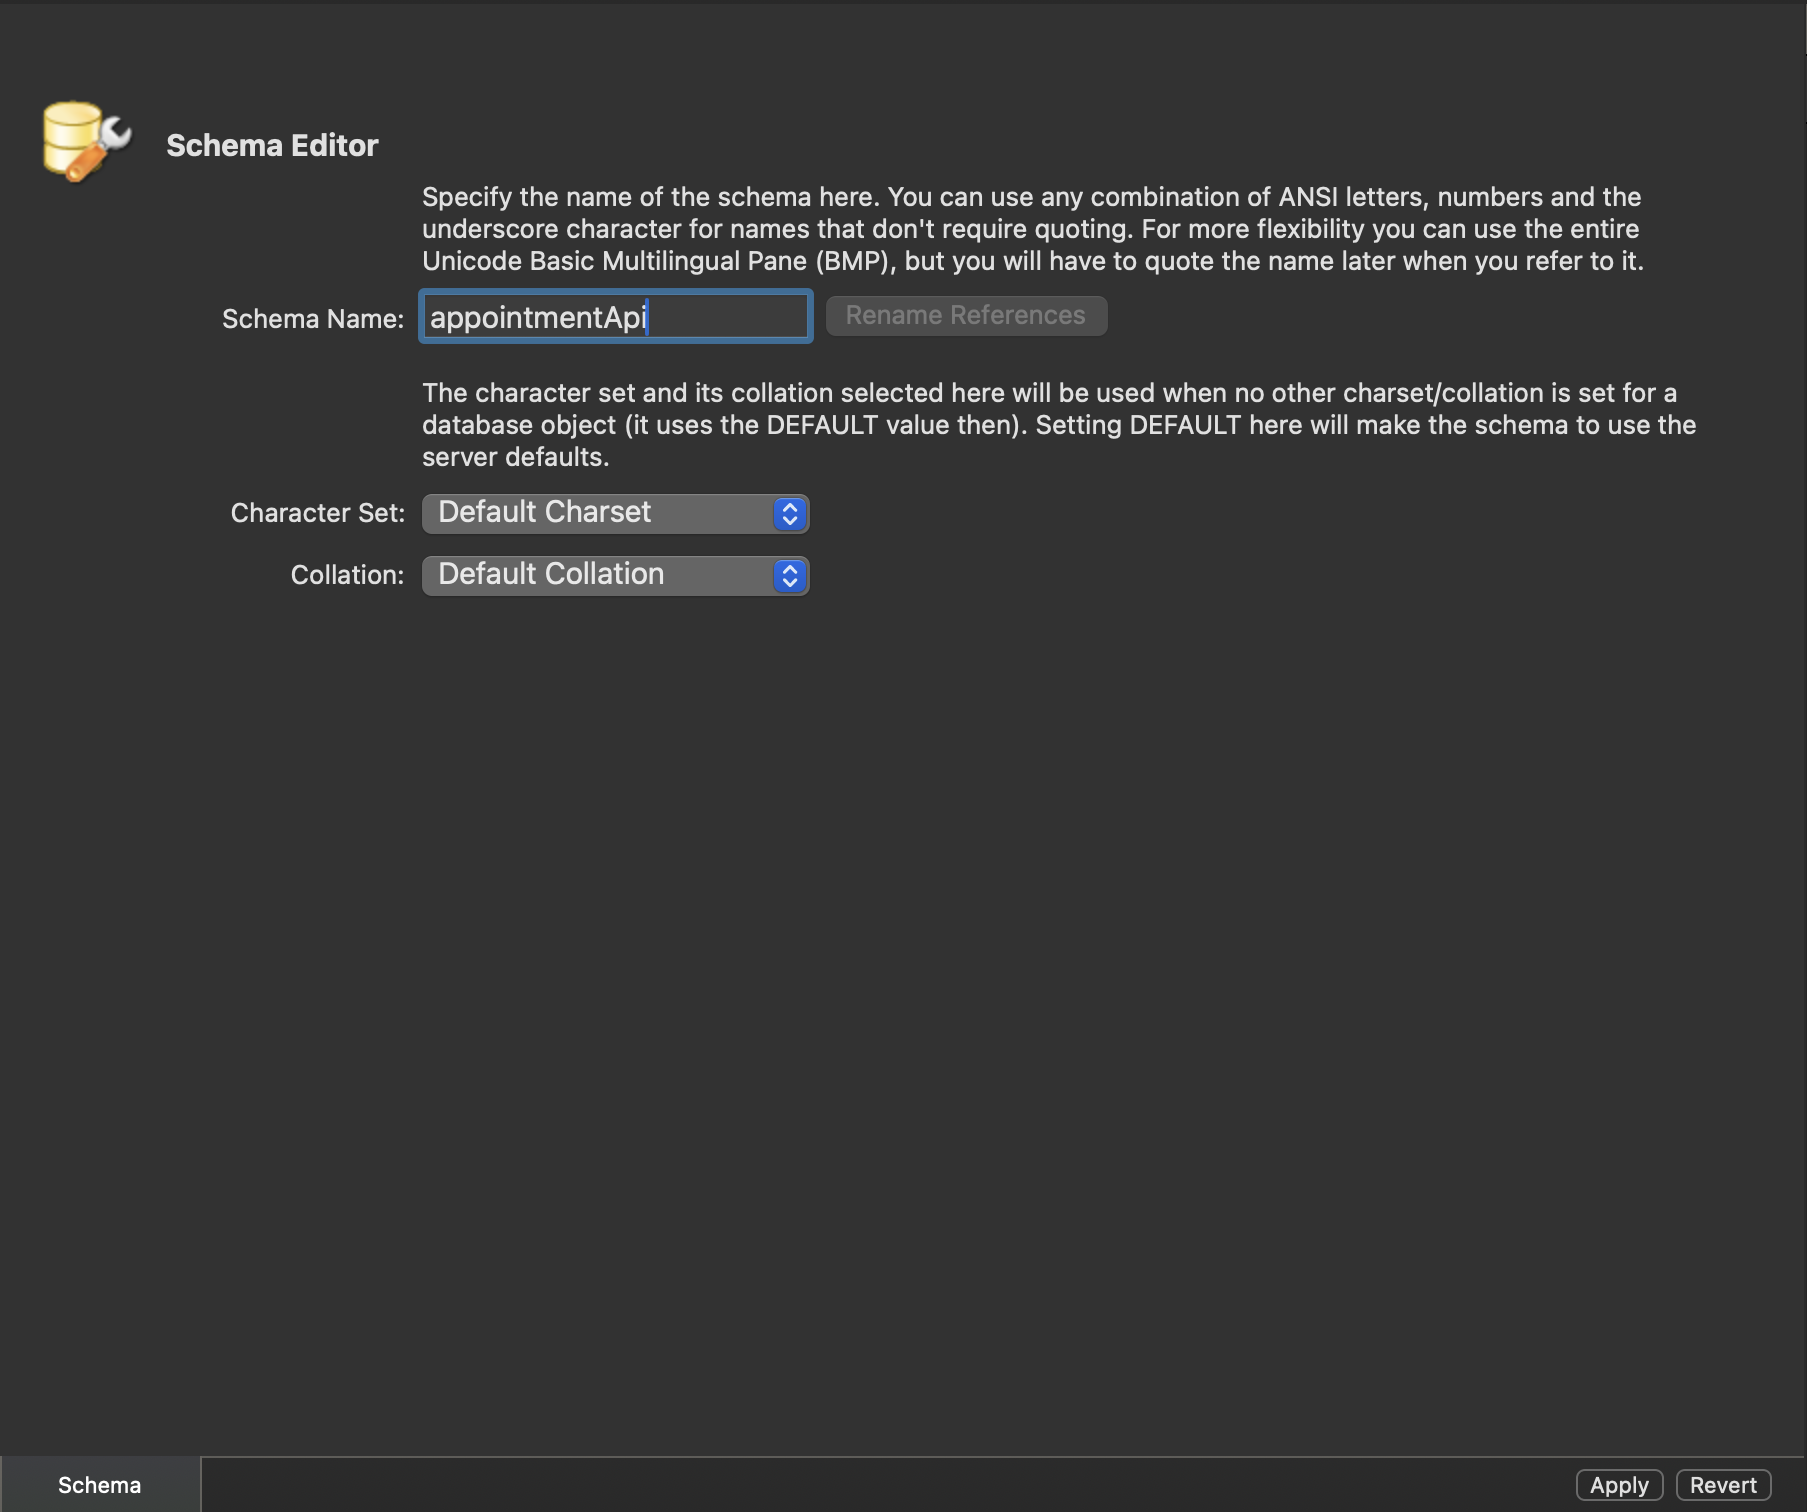 Schema Editor
Specify the name of the schema here. You can use any combination of ANSI letters, numbers and the
underscore character for names that don't require quoting. For more flexibility you can use the entire
Unicode Basic Multilingual Pane (BMP), but you will have to quote the name later when you refer to it.
Schema Name: appointmentApi Rename References
The character set and its collation selected here will be used when no other charset/collation is set for a
database object (it uses the DEFAULT value then). Setting DEFAULT here will make the schema to use the
server defaults.
Character Set: Default Charset
Collation: Default Collation
Schema Apply Revert